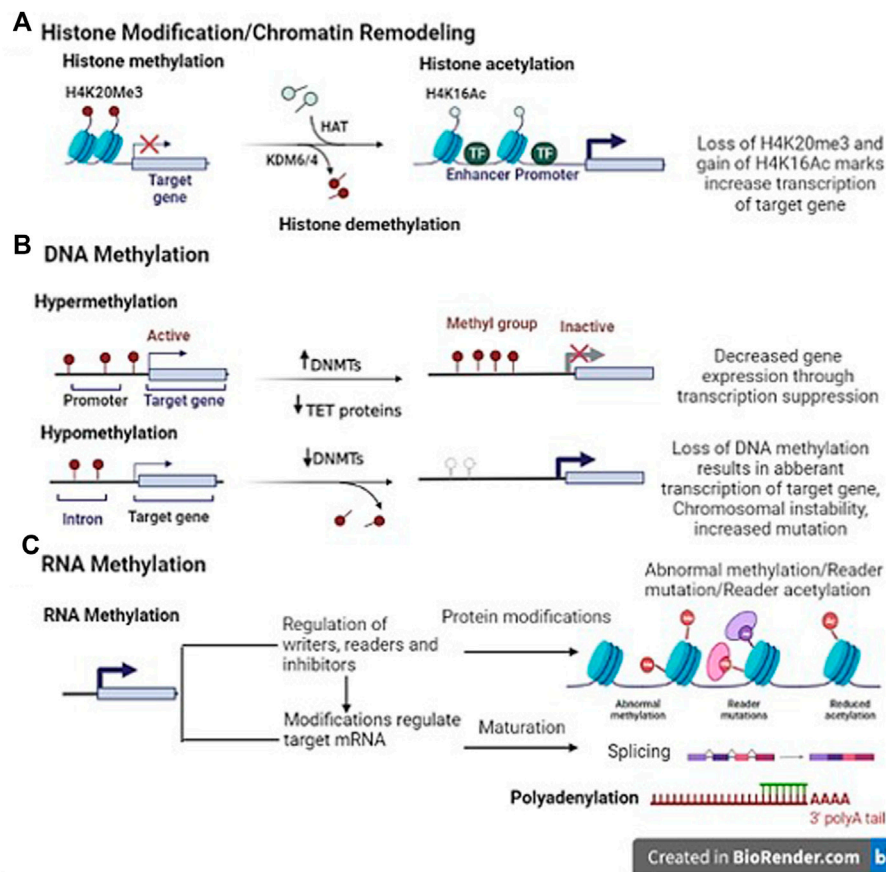 A
Histone Modification/Chromatin Remodeling
Histone methylation
Histone acetylation
H4K20Me3
H4K16Ac
HAT
KDM6/4
TF
TF
Target
gene
Enhancer Promoter
Histone demethylation
Loss of H4K20me3 and
gain of H4K16Ac marks
increase transcription
of target gene
B
DNA Methylation
Hypermethylation
Active
Promoter
Target gene
DNMTs
TET proteins
Methyl group
Inactive
Decreased gene
expression through
transcription suppression
Hypomethylation
Intron
Target gene
DNMTs
Loss of DNA methylation
results in abberant
transcription of target gene,
Chromosomal instability,
increased mutation
C
RNA Methylation
RNA Methylation
Regulation of
writers, readers and
inhibitors
Modifications regulate
target mRNA
Protein modifications
Maturation
Abnormal methylation/Reader
mutation/Reader acetylation
Abnormal
methylation
Reader
mutations
Reduced
acetylation
Splicing
Polyadenylation
AAAA
3' polyA tail
Created in BioRender.com
b